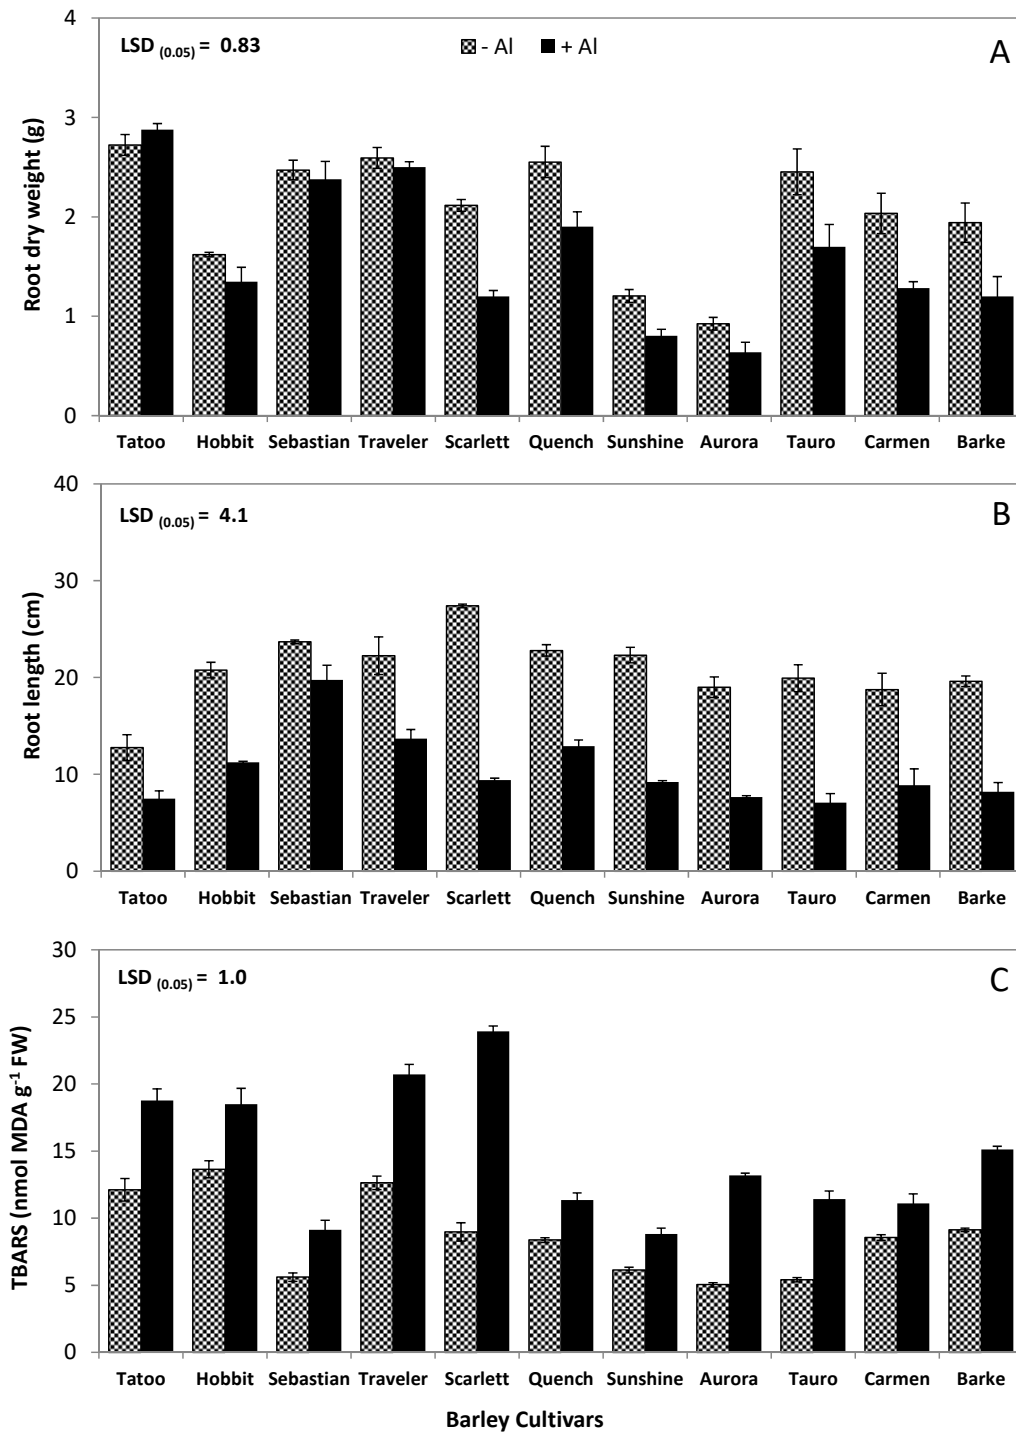 4
LSD (0.05) = 0.83
- Al
+ Al
A
3
2
1
0
Root dry weight (g)
Tatoo Hobbit Sebastian Traveler Scarlett Quench Sunshine Aurora Tauro Carmen Barke
40
LSD (0.05) = 4.1
B
30
20
10
0
Root length (cm)
Tatoo Hobbit Sebastian Traveler Scarlett Quench Sunshine Aurora Tauro Carmen Barke
30
LSD (0.05) = 1.0
C
25
20
15
10
5
0
TBARS (nmol MDA g-1 FW)
Tatoo Hobbit Sebastian Traveler Scarlett Quench Sunshine Aurora Tauro Carmen Barke
Barley Cultivars